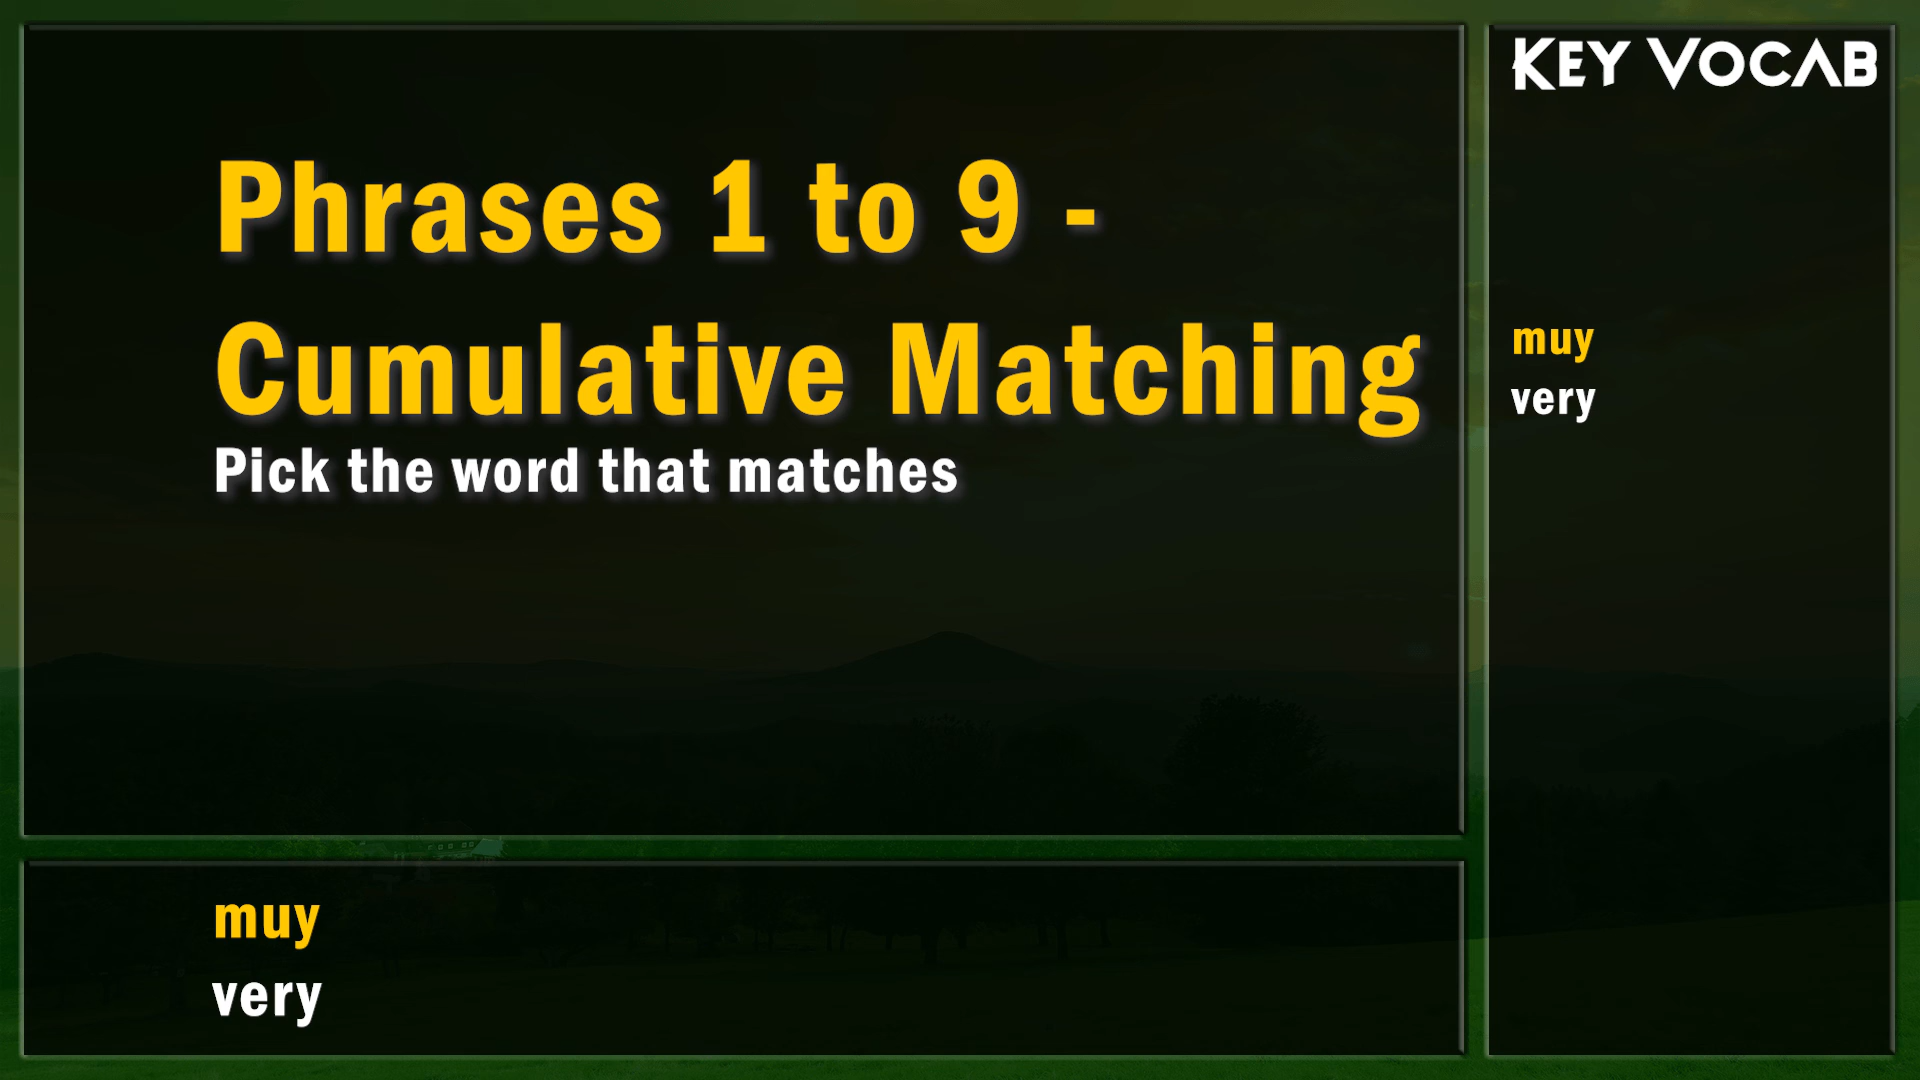 Phrases 1 to 9 -
Cumulative Matching
Pick the word that matches
muy
very
KEY VOCAB
muy
very